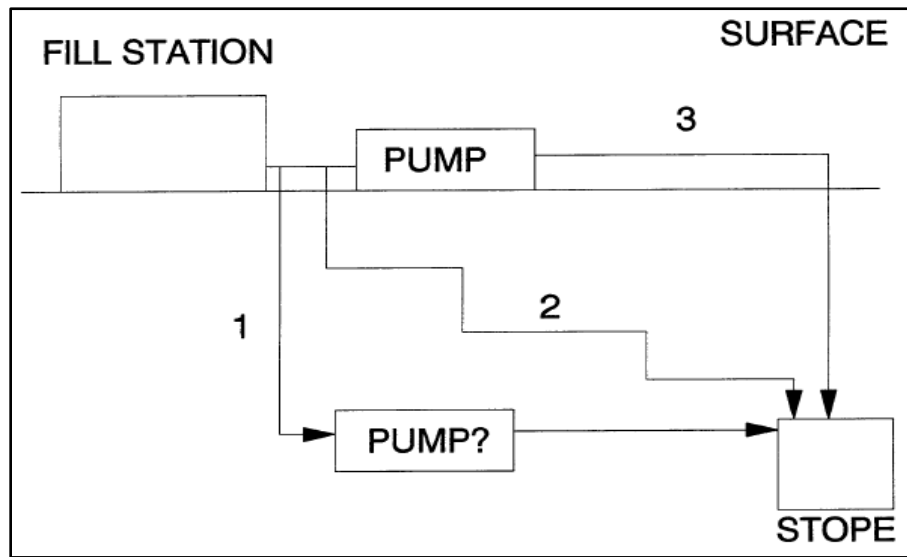 SURFACE
FILL STATION
3
PUMP
1
2
PUMP?
STOPE